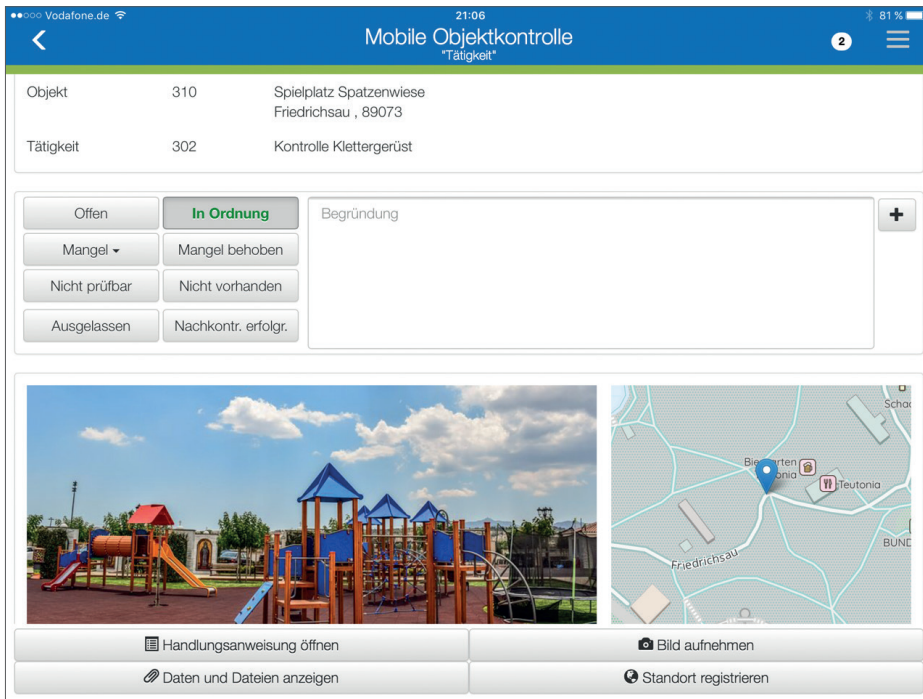 Vodafone.de 21:06 81 %
Mobile Objektkontrolle
"Tätigkeit"
2
Objekt 310 Spielplatz Spatzenwiese
Friedrichsau , 89073
Tätigkeit 302 Kontrolle Klettergerüst
Offen In Ordnung Begründung
Mangel Mangel behoben
Nicht prüfbar Nicht vorhanden
Ausgelassen Nachkontr. erfolgr.
Teutonia
BUND
Friedrichsau
Handlungsanweisung öffnen Bild aufnehmen
Daten und Dateien anzeigen Standort registrieren